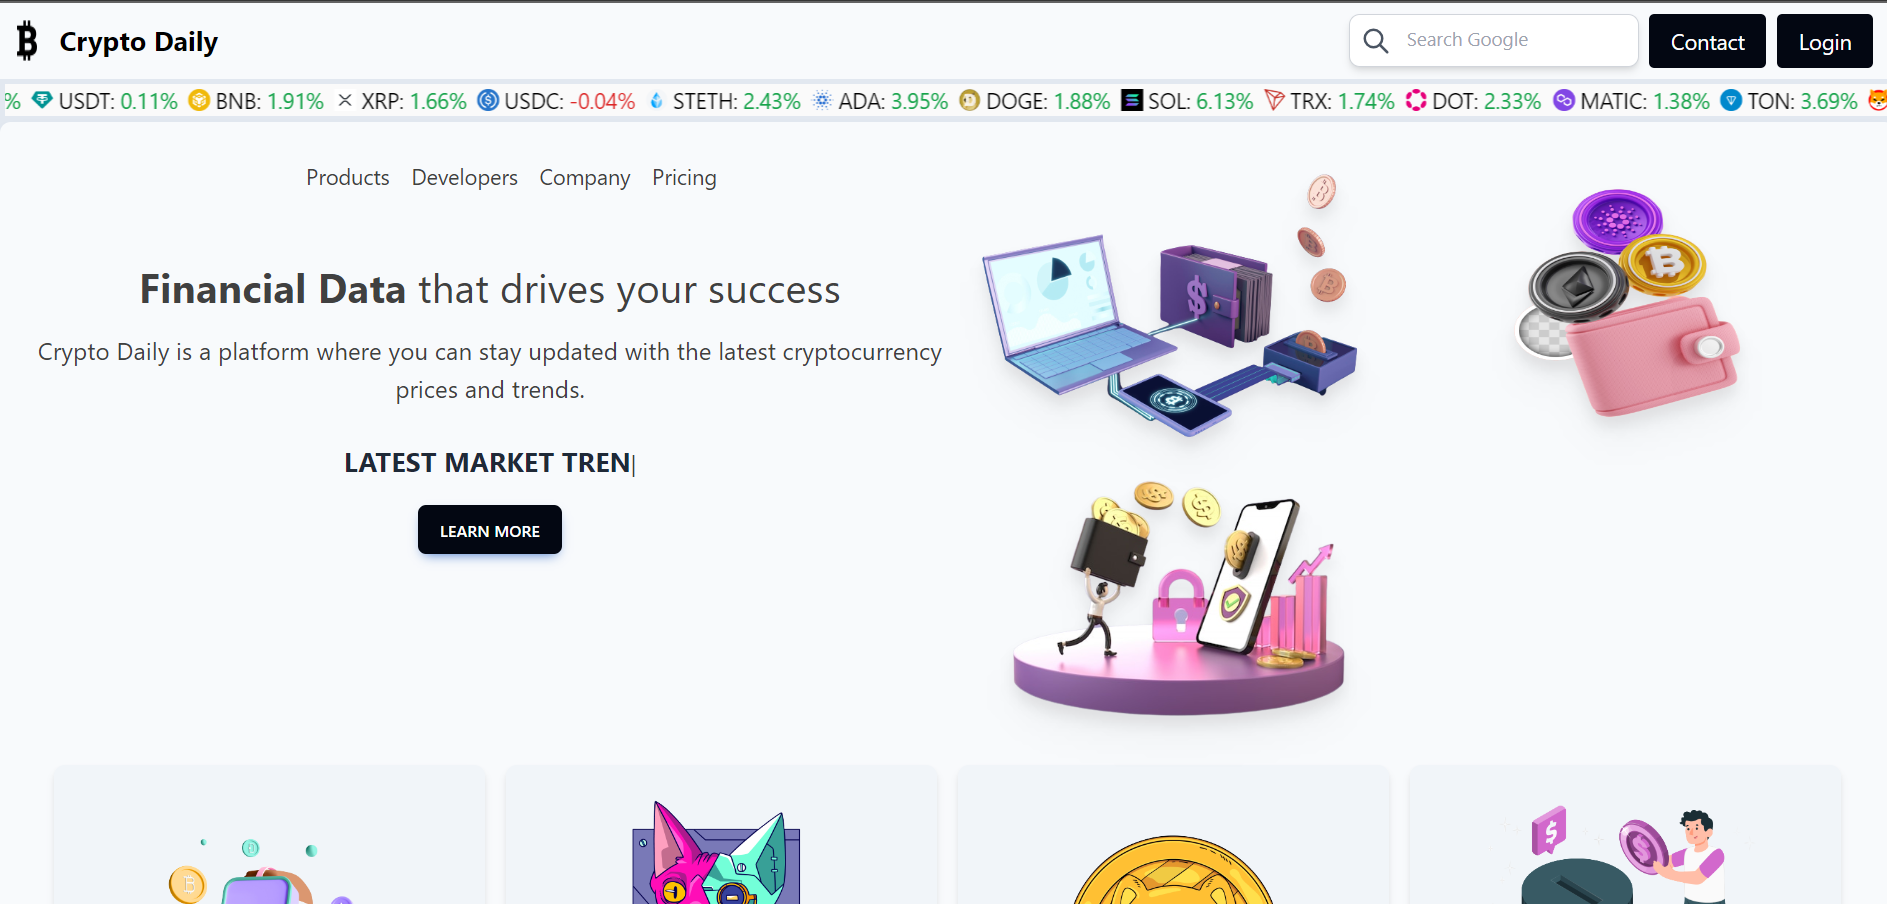 Crypto Daily
Search Google
Contact
Login
% USDT: 0.11% BNB: 1.91% XRP: 1.66% USDC: -0.04% STETH: 2.43% ADA: 3.95% DOGE: 1.88% SOL: 6.13% TRX: 1.74% DOT: 2.33% MATIC: 1.38% TON: 3.69%
Products Developers Company Pricing
Financial Data that drives your success
Crypto Daily is a platform where you can stay updated with the latest cryptocurrency
prices and trends.
LATEST MARKET TREN|
LEARN MORE